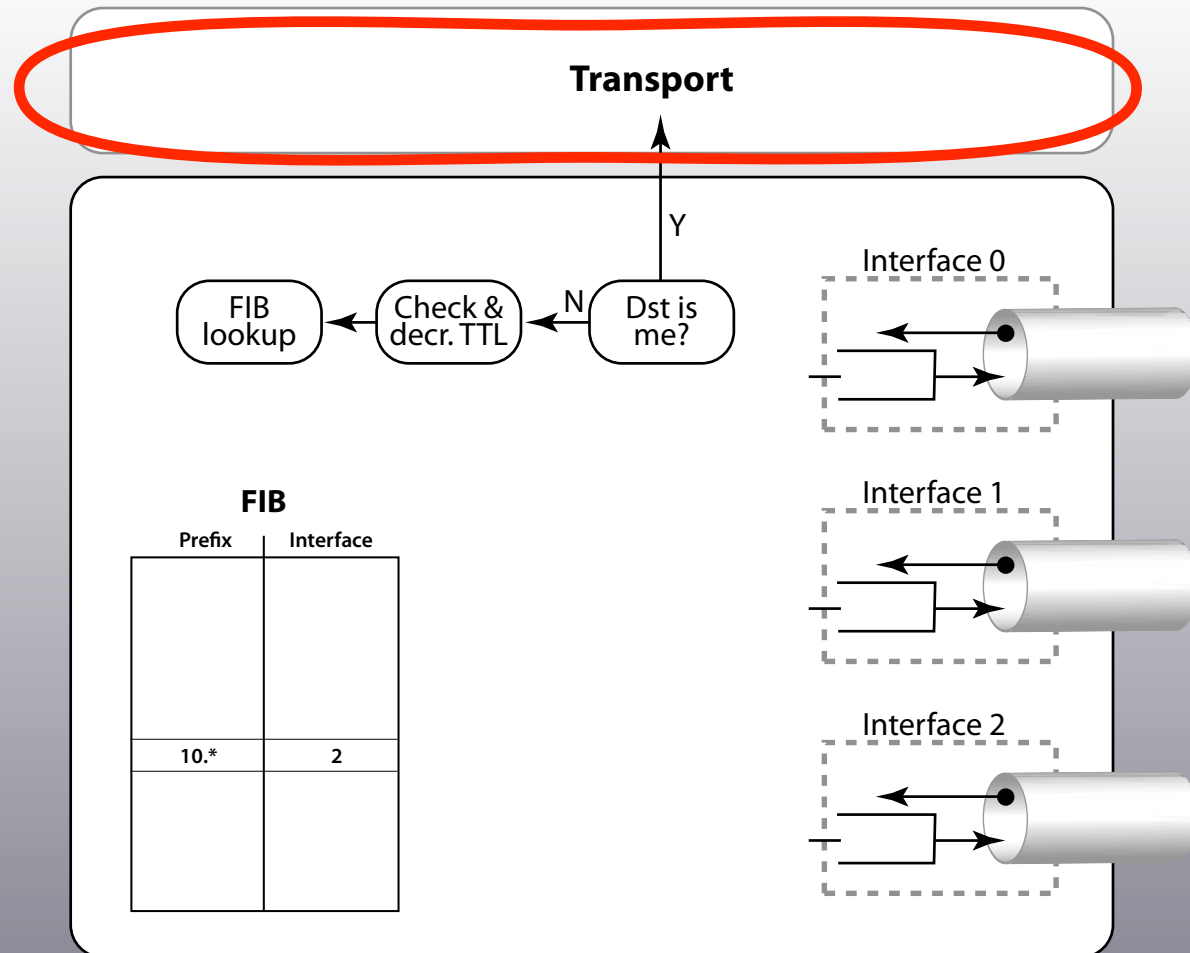 Transport
Y
Interface 0
FIB
lookup
Check &
decr. TTL
N
Dst is
me?
Interface 1
FIB
Prefix Interface
10.* 2
Interface 2